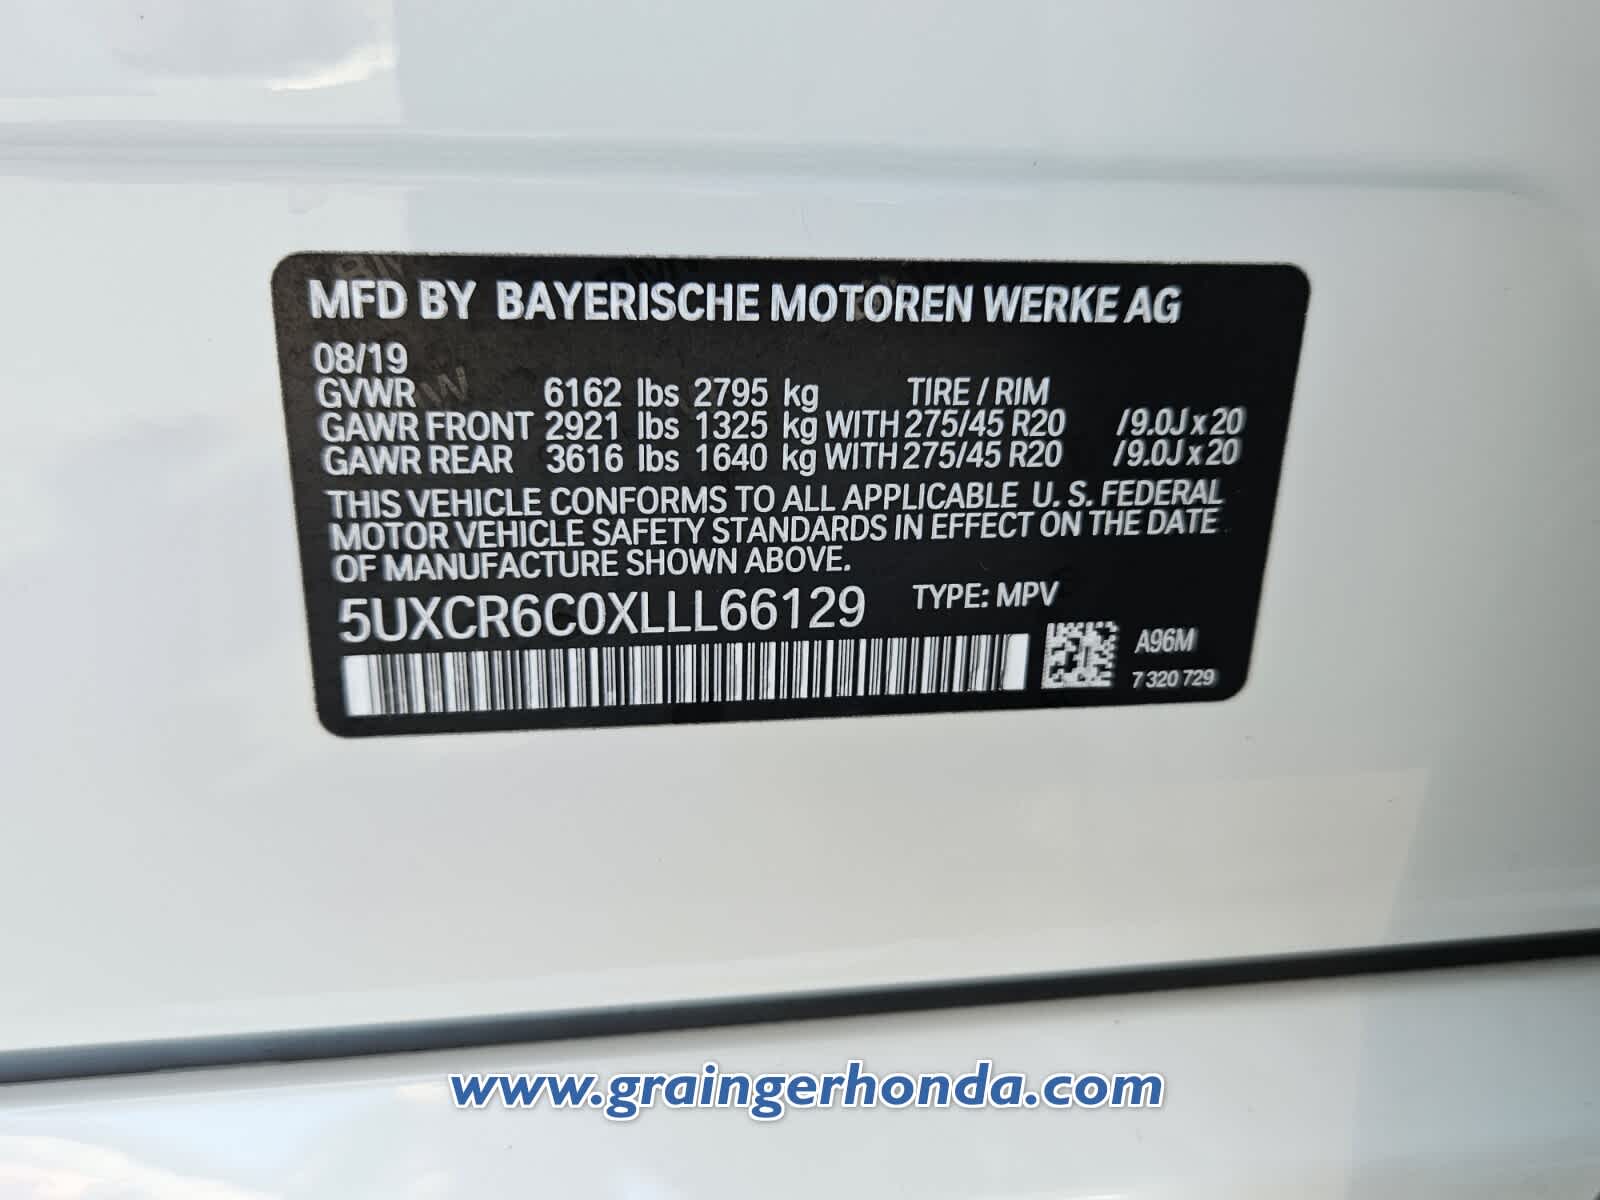 MFD BY BAYERISCHE MOTOREN WERKE AG
08/19
GVWR 6162 lbs 2795 kg TIRE / RIM
GAWR FRONT 2921 lbs 1325 kg WITH 275/45 R20 /9.0J x 20
GAWR REAR 3616 lbs 1640 kg WITH 275/45 R20 /9.0J x 20
THIS VEHICLE CONFORMS TO ALL APPLICABLE U. S. FEDERAL
MOTOR VEHICLE SAFETY STANDARDS IN EFFECT ON THE DATE
OF MANUFACTURE SHOWN ABOVE.
5UXCR6C0XLLL66129 TYPE: MPV
A96M
7 320 729
www.graingerhonda.com